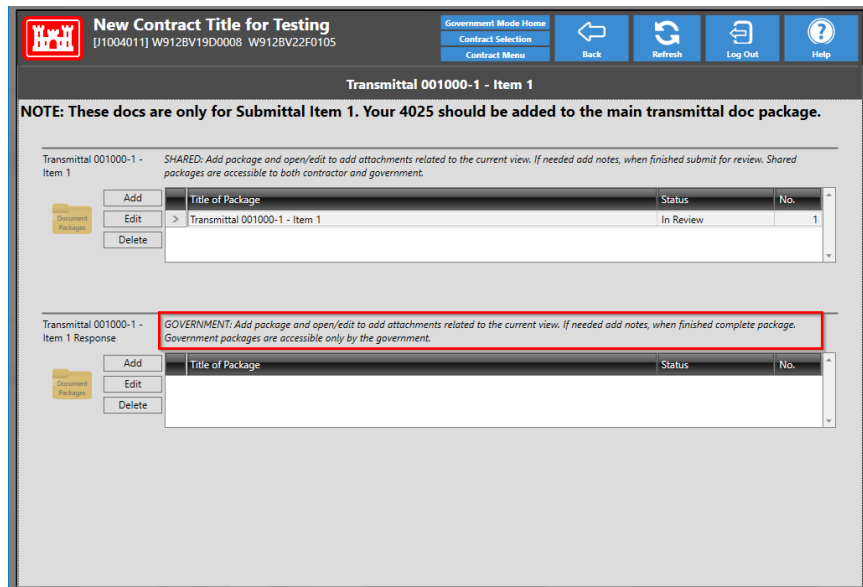 New Contract Title for Testing
[J1004011] W912BV19D0008 W912BV22F0105
Government Mode Home
Contract Selection
Contract Menu
Back
Refresh
Log Out
Help
Transmittal 001000-1 - Item 1
NOTE: These docs are only for Submittal Item 1. Your 4025 should be added to the main transmittal doc package.
Transmittal 001000-1 -
Item 1
SHARED: Add package and open/edit to add attachments related to the current view. If needed add notes, when finished submit for review. Shared
packages are accessible to both contractor and government.
Document
Packages
Add
Edit
Delete
Title of Package Status No.
> Transmittal 001000-1 - Item 1 In Review 1
Transmittal 001000-1 -
Item 1 Response
GOVERNMENT: Add package and open/edit to add attachments related to the current view. If needed add notes, when finished complete package.
Government packages are accessible only by the government.
Document
Packages
Add
Edit
Delete
Title of Package Status No.